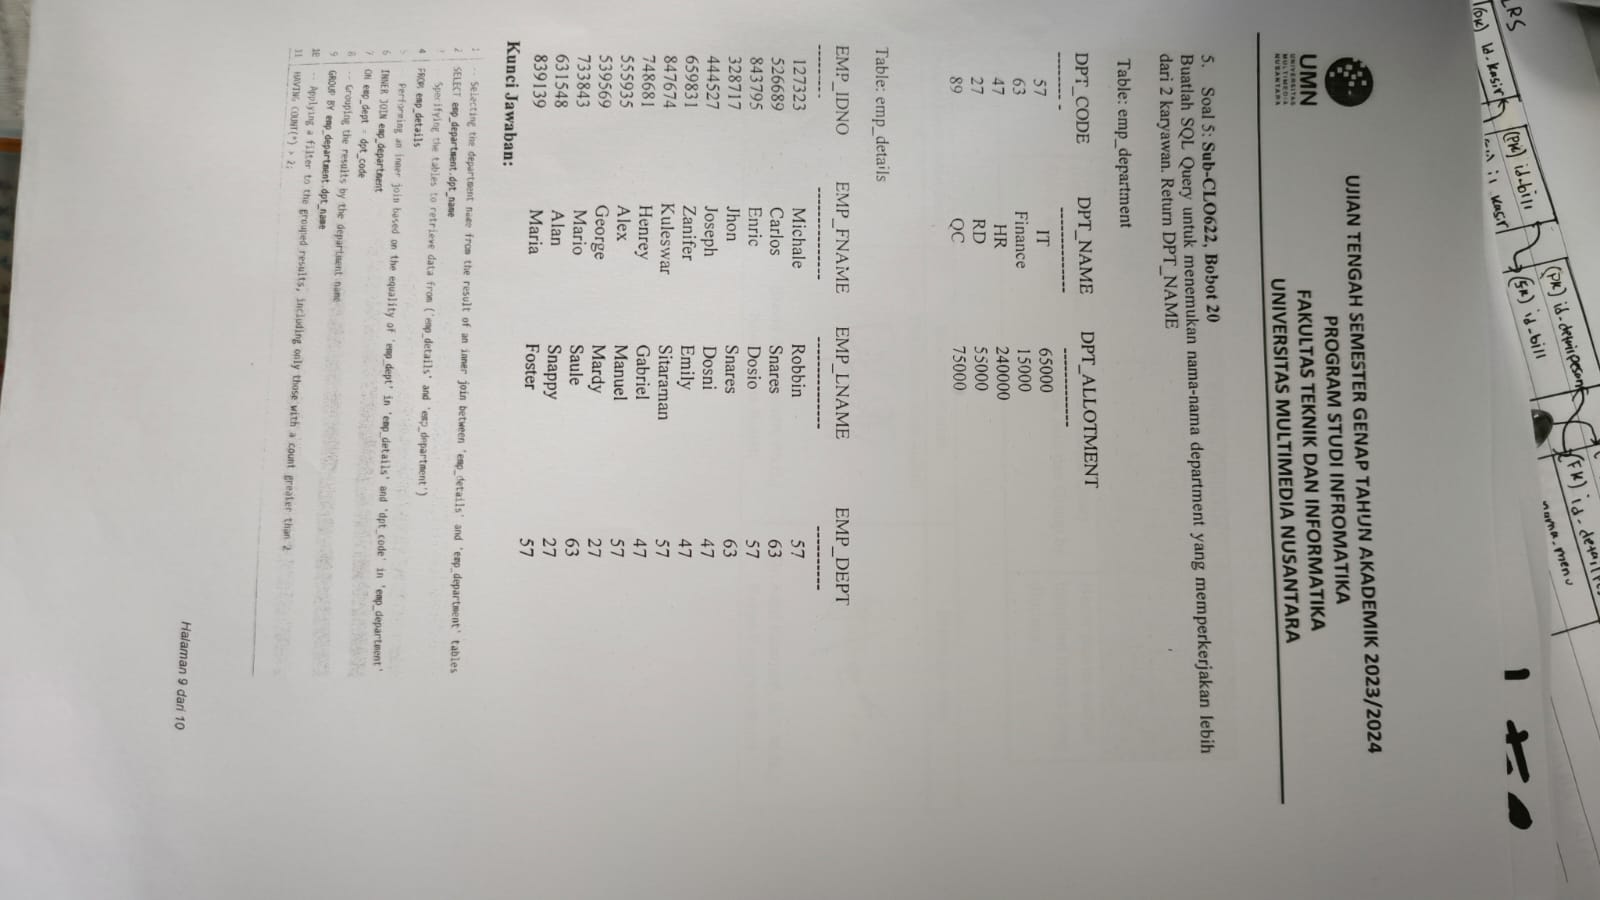 LRS
(PK) id-kasir
(PK) id-bill
kasir
(PK) id-detailpesan
(FK) id-bill
(FK) id-detail
nama-menu
UMN
UNIVERSITAS
MULTIMEDIA
NUSANTARA
UJIAN TENGAH SEMESTER GENAP TAHUN AKADEMIK 2023/2024
PROGRAM STUDI INFROMATIKA
FAKULTAS TEKNIK DAN INFORMATIKA
UNIVERSITAS MULTIMEDIA NUSANTARA
5. Soal 5: Sub-CLO622, Bobot 20
Buatlah SQL Query untuk menemukan nama-nama department yang memperkerjakan lebih
dari 2 karyawan. Return DPT_NAME
Table: emp_department
DPT_CODE DPT_NAME DPT_ALLOTMENT
-------- - -------------- -------------
57 IT 65000
63 Finance 15000
47 HR 240000
27 RD 55000
89 QC 75000
Table: emp_details
EMP_IDNO EMP_FNAME EMP_LNAME EMP_DEPT
--------- --------------- --------------- ----------
127323 Michale Robbin 57
526689 Carlos Snares 63
843795 Enric Dosio 57
328717 Jhon Snares 63
444527 Joseph Dosni 47
659831 Zanifer Emily 47
847674 Kuleswar Sitaraman 57
748681 Henrey Gabriel 47
555935 Alex Manuel 57
539569 George Mardy 27
733843 Mario Saule 63
631548 Alan Snappy 27
839139 Maria Foster 57
Kunci Jawaban:
1 -- Selecting the department name from the result of an inner join between 'emp_details' and 'emp_department' tables
2 SELECT emp_department.dpt_name
Specifying the tables to retrieve data from ('emp_details' and 'emp_department')
4 FROM emp_details
5 Performing an inner join based on the equality of 'emp_dept' in 'emp_details' and 'dpt_code' in 'emp_department'
6 INNER JOIN emp_department
7 ON emp_dept = dpt_code
8 -- Grouping the results by the department name
9 GROUP BY emp_department.dpt_name
10 -- Applying a filter to the grouped results, including only those with a count greater than 2
11 HAVING COUNT(*) > 2;
Halaman 9 dari 10